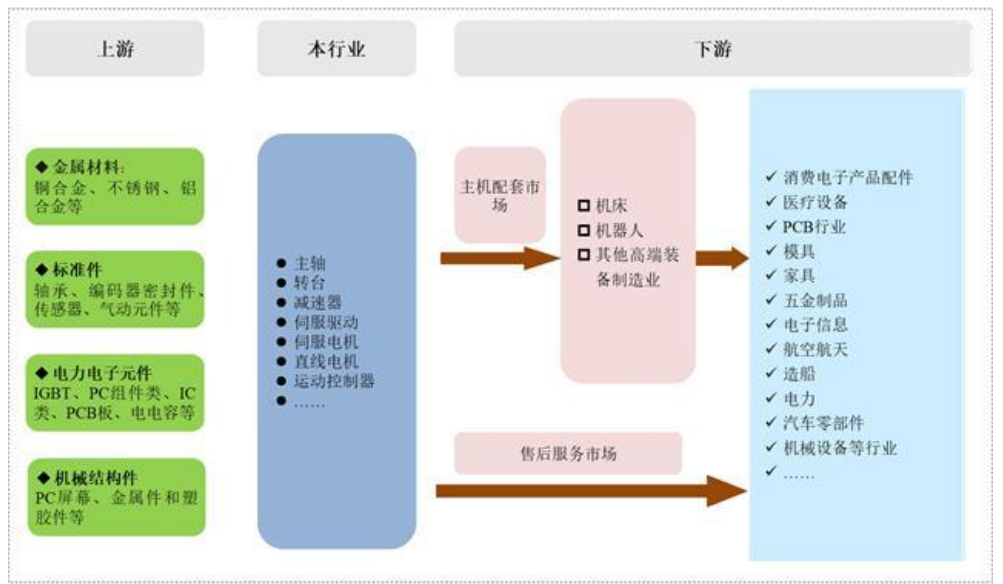 上游
本行业
下游
◆ 金属材料：
铜合金、不锈钢、铝
合金等
◆ 标准件
轴承、编码器密封件、
传感器、气动元件等
◆ 电力电子元件
IGBT、PC组件类、IC
类、PCB板、电电容等
◆ 机械结构件
PC屏幕、金属件和塑
胶件等
● 主轴
● 转台
● 减速器
● 伺服驱动
● 伺服电机
● 直线电机
● 运动控制器
● ……
主机配套市
场
机床
机器人
其他高端装
备制造业
售后服务市场
✓ 消费电子产品配件
✓ 医疗设备
✓ PCB行业
✓ 模具
✓ 家具
✓ 五金制品
✓ 电子信息
✓ 航空航天
✓ 造船
✓ 电力
✓ 汽车零部件
✓ 机械设备等行业
✓ ……